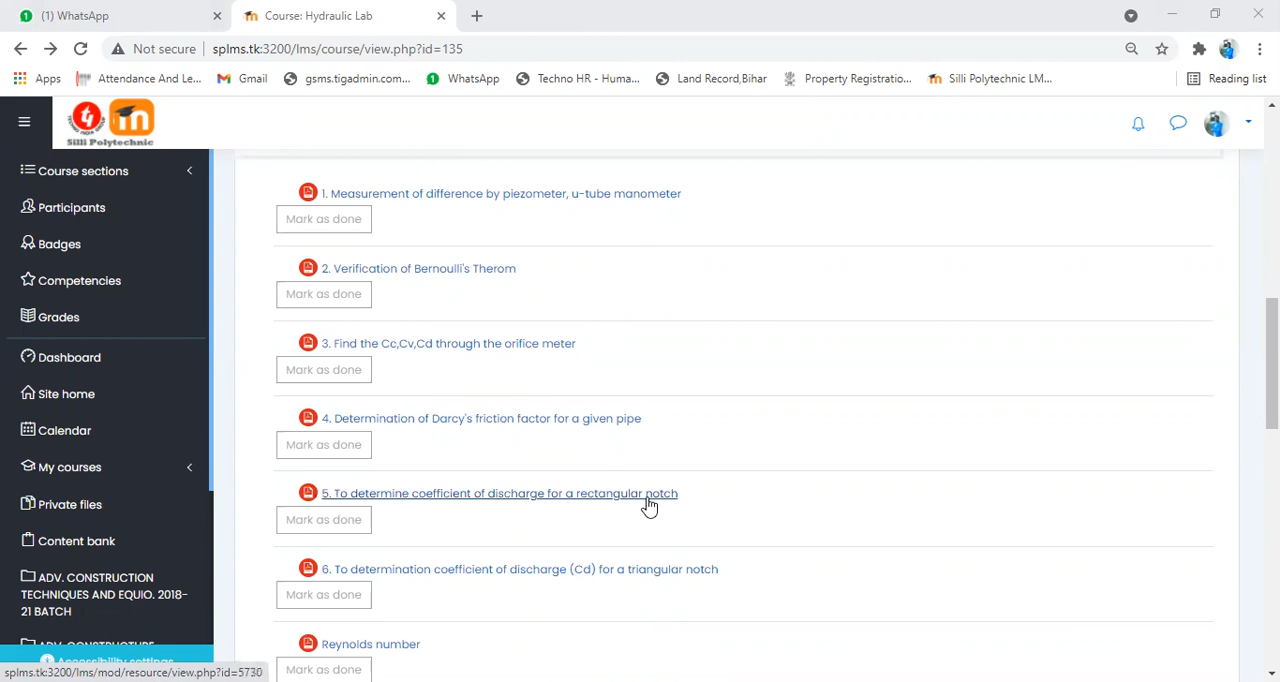 1
(1) WhatsApp
Course: Hydraulic Lab
Not secure
splms.tk:3200/lms/course/view.php?id=135
Apps
Attendance And Le...
Gmail
gsms.tigadmin.com...
1
WhatsApp
Techno HR - Huma...
Land Record,Bihar
Property Registratio...
Silli Polytechnic LM...
Reading list
Silli Polytechnic
Course sections
Participants
Badges
Competencies
Grades
Dashboard
Site home
Calendar
My courses
Private files
Content bank
ADV. CONSTRUCTION
TECHNIQUES AND EQUIO. 2018-
21 BATCH
Accessibility settings
1. Measurement of difference by piezometer, u-tube manometer
Mark as done
2. Verification of Bernoulli's Therom
Mark as done
3. Find the Cc,Cv,Cd through the orifice meter
Mark as done
4. Determination of Darcy's friction factor for a given pipe
Mark as done
5. To determine coefficient of discharge for a rectangular notch
Mark as done
6. To determination coefficient of discharge (Cd) for a triangular notch
Mark as done
Reynolds number
Mark as done
splms.tk:3200/lms/mod/resource/view.php?id=5730